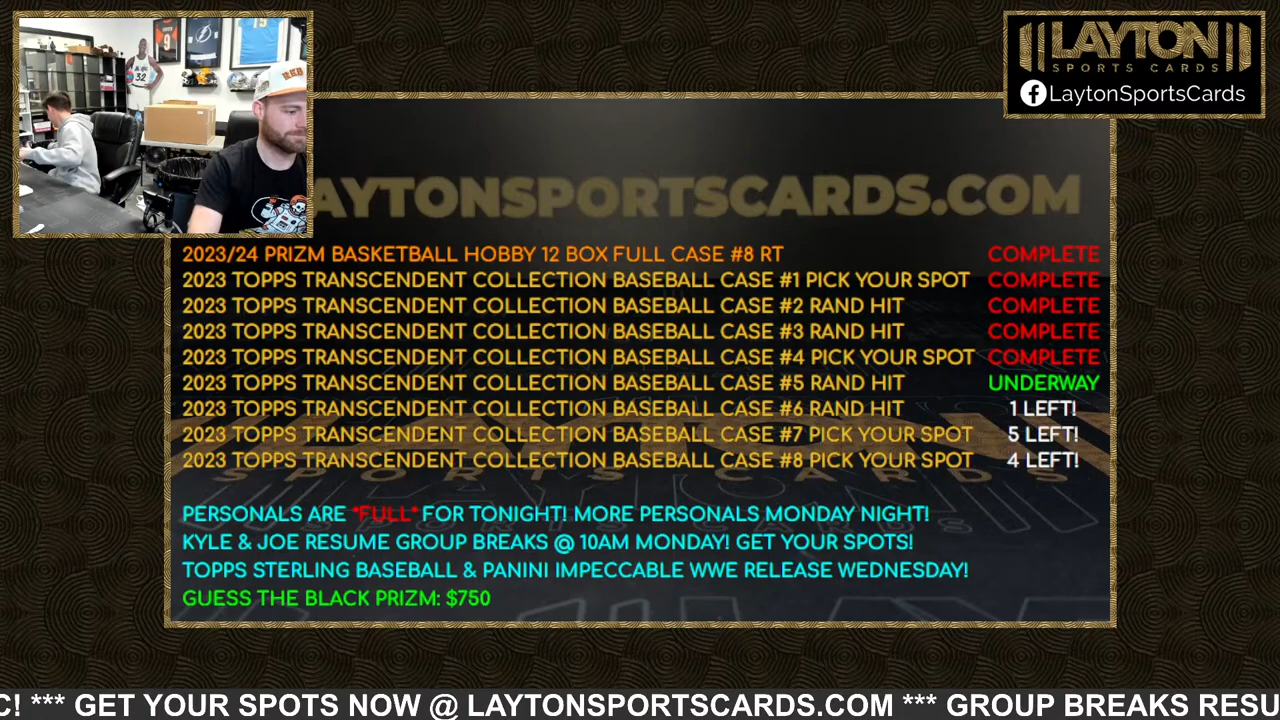 LAYTON
SPORTS CARDS
LaytonSportsCards
AYTONSPORTSCARDS.COM
2023/24 PRIZM BASKETBALL HOBBY 12 BOX FULL CASE #8 RT COMPLETE
2023 TOPPS TRANSCENDENT COLLECTION BASEBALL CASE #1 PICK YOUR SPOT COMPLETE
2023 TOPPS TRANSCENDENT COLLECTION BASEBALL CASE #2 RAND HIT COMPLETE
2023 TOPPS TRANSCENDENT COLLECTION BASEBALL CASE #3 RAND HIT COMPLETE
2023 TOPPS TRANSCENDENT COLLECTION BASEBALL CASE #4 PICK YOUR SPOT COMPLETE
2023 TOPPS TRANSCENDENT COLLECTION BASEBALL CASE #5 RAND HIT UNDERWAY
2023 TOPPS TRANSCENDENT COLLECTION BASEBALL CASE #6 RAND HIT 1 LEFT!
2023 TOPPS TRANSCENDENT COLLECTION BASEBALL CASE #7 PICK YOUR SPOT 5 LEFT!
2023 TOPPS TRANSCENDENT COLLECTION BASEBALL CASE #8 PICK YOUR SPOT 4 LEFT!
PERSONALS ARE *FULL* FOR TONIGHT! MORE PERSONALS MONDAY NIGHT!
KYLE & JOE RESUME GROUP BREAKS @ 10AM MONDAY! GET YOUR SPOTS!
TOPPS STERLING BASEBALL & PANINI IMPECCABLE WWE RELEASE WEDNESDAY!
GUESS THE BLACK PRIZM: $750
C! *** GET YOUR SPOTS NOW @ LAYTONSPORTSCARDS.COM *** GROUP BREAKS RESU